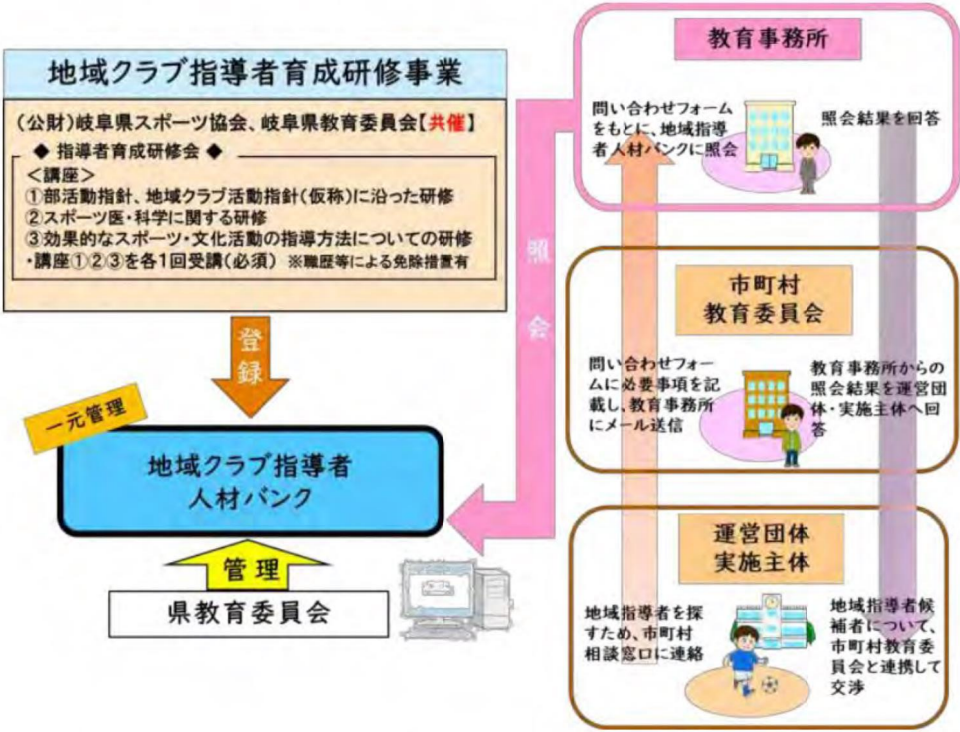 地域クラブ指導者育成研修事業
(公財)岐阜県スポーツ協会、岐阜県教育委員会【共催】
◆ 指導者育成研修会 ◆
<講座>
①部活動指針、地域クラブ活動指針(仮称)に沿った研修
②スポーツ医・科学に関する研修
③効果的なスポーツ・文化活動の指導方法についての研修
・講座①②③を各1回受講(必須) ※職歴等による免除措置有
登録
一元管理
地域クラブ指導者
人材バンク
管理
県教育委員会
照会
教育事務所
問い合わせフォーム
をもとに、地域指導
者人材バンクに照会
照会結果を回答
市町村
教育委員会
問い合わせフォー
ムに必要事項を記
載し、教育事務所
にメール送信
教育事務所からの
照会結果を運営団
体・実施主体へ回
答
運営団体
実施主体
地域指導者を探
すため、市町村
相談窓口に連絡
地域指導者候
補者について、
市町村教育委
員会と連携して
交渉